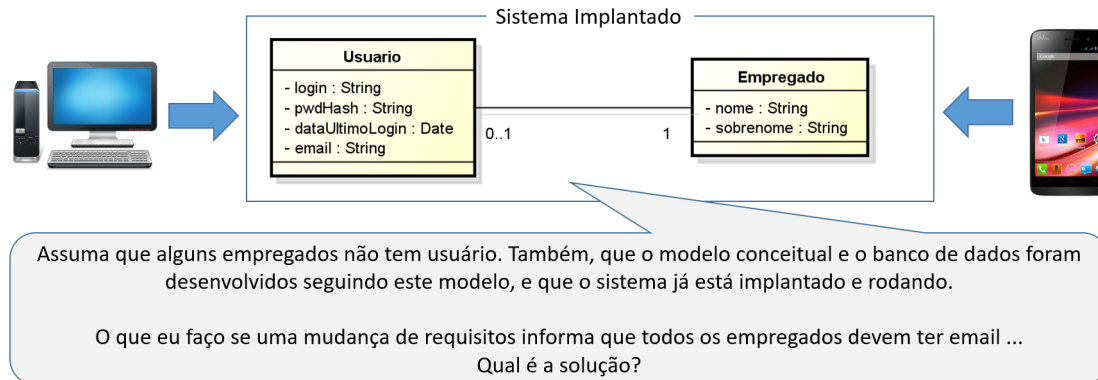 Sistema Implantado
Usuario
- login : String
- pwdHash : String
- dataUltimoLogin : Date
- email : String
0..1
1
Empregado
- nome : String
- sobrenome : String
Google
Assuma que alguns empregados não tem usuário. Também, que o modelo conceitual e o banco de dados foram
desenvolvidos seguindo este modelo, e que o sistema já está implantado e rodando.
O que eu faço se uma mudança de requisitos informa que todos os empregados devem ter email ...
Qual é a solução?